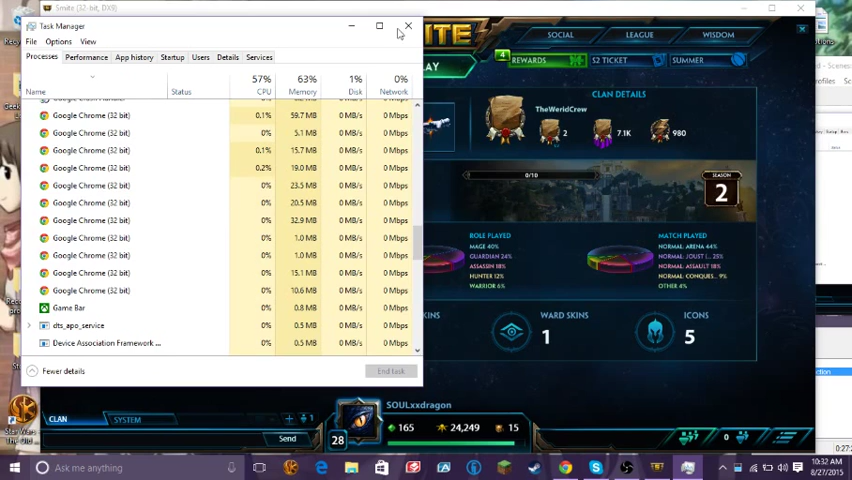 Smite (32-bit, DX9)
Task Manager
File Options View
Processes Performance App history Startup Users Details Services
57% 63% 1% 0%
Name Status CPU Memory Disk Network
Google Chrome (32 bit) 0.1% 59.7 MB 0 MB/s 0 Mbps
Google Chrome (32 bit) 0% 5.1 MB 0 MB/s 0 Mbps
Google Chrome (32 bit) 0.1% 15.7 MB 0 MB/s 0 Mbps
Google Chrome (32 bit) 0.2% 19.0 MB 0 MB/s 0 Mbps
Google Chrome (32 bit) 0% 23.5 MB 0 MB/s 0 Mbps
Google Chrome (32 bit) 0% 20.5 MB 0 MB/s 0 Mbps
Google Chrome (32 bit) 0% 32.9 MB 0 MB/s 0 Mbps
Google Chrome (32 bit) 0% 1.0 MB 0 MB/s 0 Mbps
Google Chrome (32 bit) 0% 1.0 MB 0 MB/s 0 Mbps
Google Chrome (32 bit) 0% 15.1 MB 0 MB/s 0 Mbps
Google Chrome (32 bit) 0% 10.6 MB 0 MB/s 0 Mbps
Game Bar 0% 0.8 MB 0 MB/s 0 Mbps
dts_apo_service 0% 0.5 MB 0 MB/s 0 Mbps
Device Association Framework ... 0% 0.5 MB 0 MB/s 0 Mbps
Fewer details End task
SOCIAL LEAGUE WISDOM
4 REWARDS S2 TICKET SUMMER
CLAN DETAILS
TheWeridCrew
2 7.1K 980
0/10
SEASON
2
ROLE PLAYED
MAGE 40%
GUARDIAN 24%
ASSASSIN 18%
HUNTER 12%
WARRIOR 6%
MATCH PLAYED
NORMAL: ARENA 44%
NORMAL: JOUST (... 25%
NORMAL: ASSAULT 18%
NORMAL: CONQUES... 9%
OTHER 4%
WARD SKINS
1
ICONS
5
SOULxxdragon
CLAN SYSTEM 1
28 165 24,249 15
Send
0
Ask me anything
10:32 AM
8/27/2015